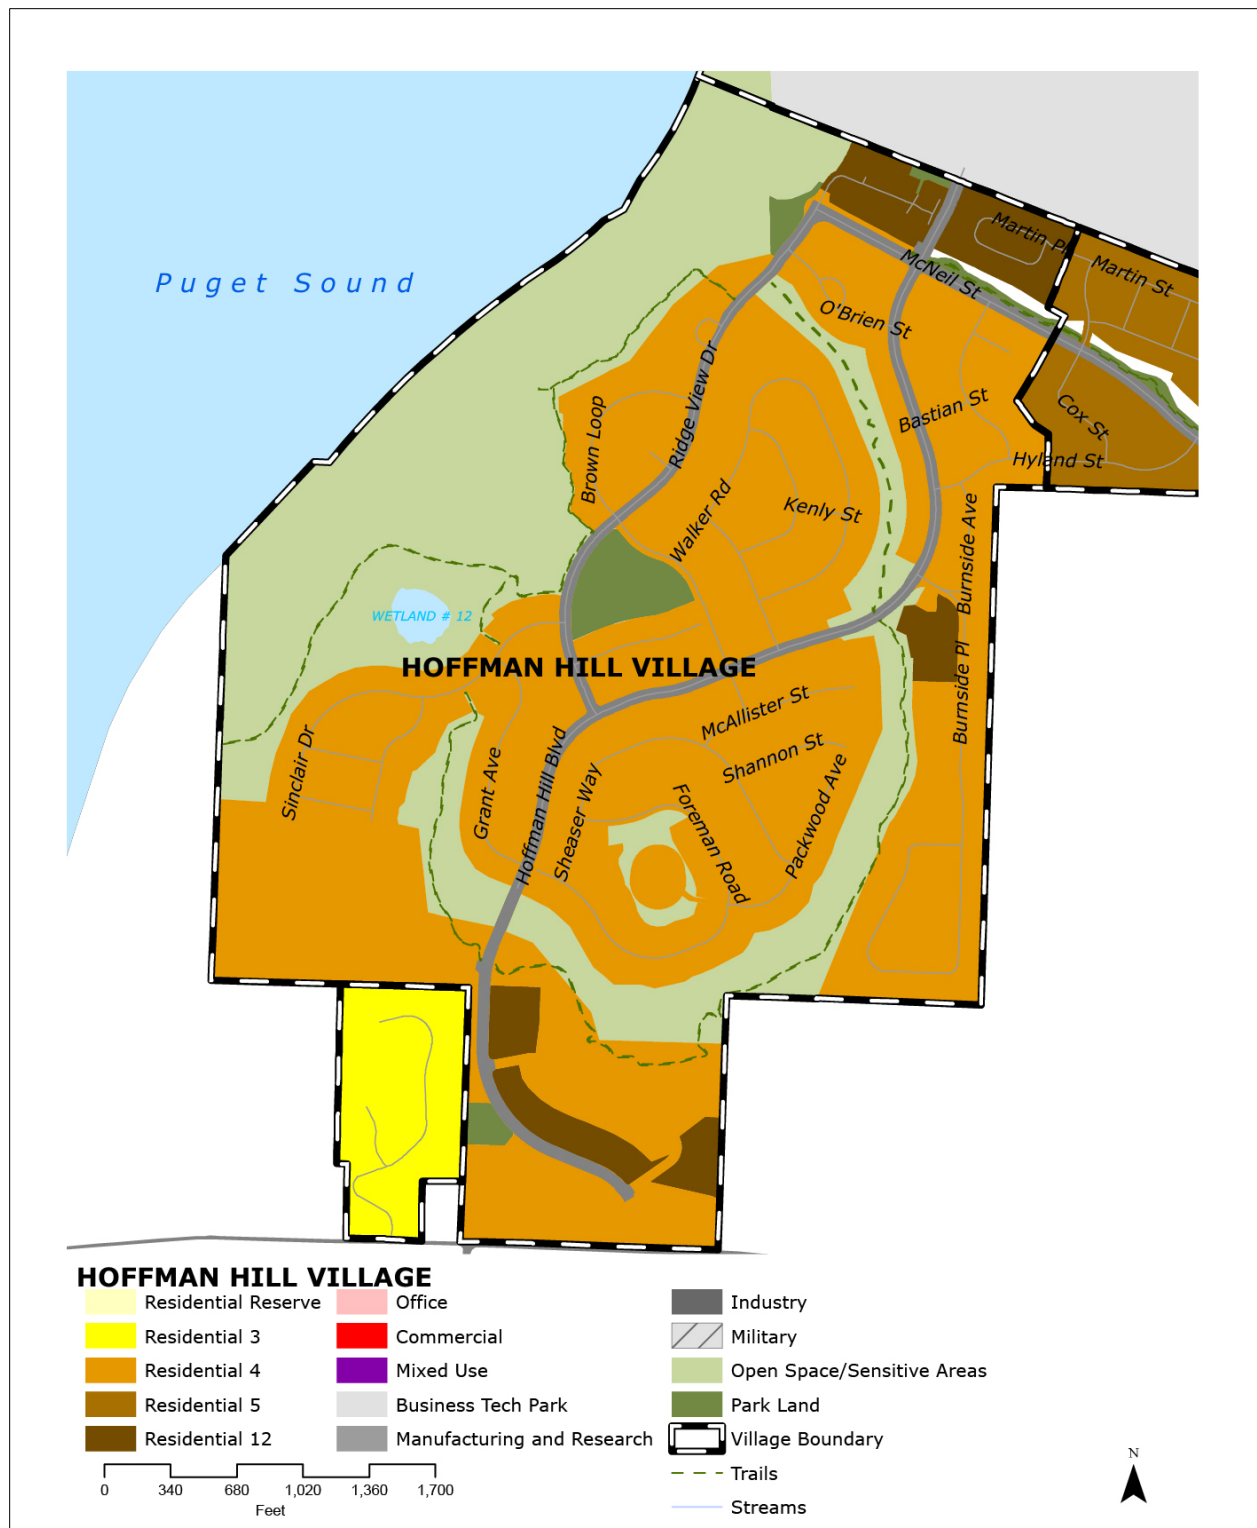 Puget Sound
Martin Pl
Martin St
McNeil St
O'Brien St
Ridge View Dr
Brown Loop
Bastian St
Cox St
Hyland St
Walker Rd
Kenly St
Burnside Ave
WETLAND # 12
HOFFMAN HILL VILLAGE
Burnside Pl
McAllister St
Shannon St
Sinclair Dr
Grant Ave
Hoffman Hill Blvd
Sheaser Way
Foreman Road
Packwood Ave
HOFFMAN HILL VILLAGE
Residential Reserve
Residential 3
Residential 4
Residential 5
Residential 12
Office
Commercial
Mixed Use
Business Tech Park
Manufacturing and Research
Industry
Military
Open Space/Sensitive Areas
Park Land
Village Boundary
Trails
Streams
0 340 680 1,020 1,360 1,700
Feet
N